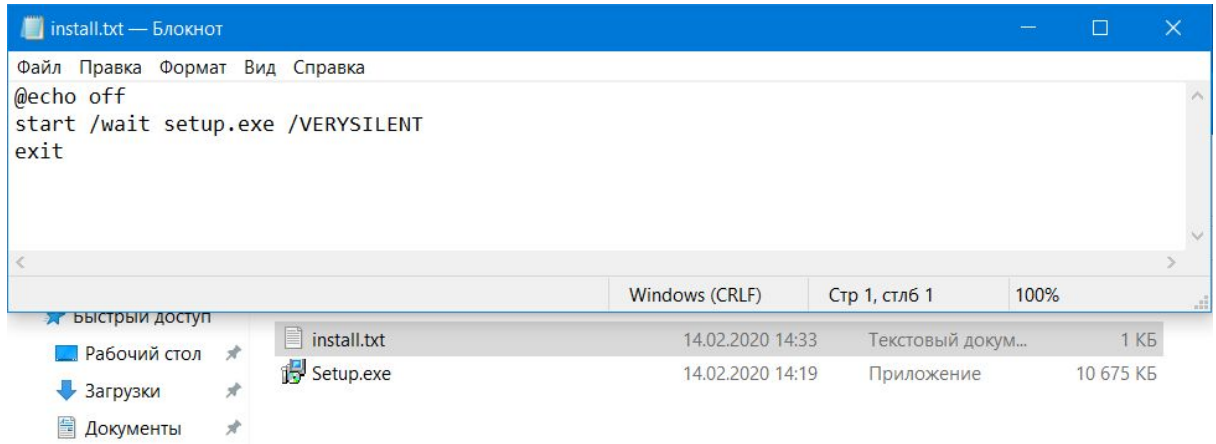 install.txt — Блокнот
Файл Правка Формат Вид Справка
@echo off
start /wait setup.exe /VERYSILENT
exit
Windows (CRLF) Стр 1, стлб 1 100%
Быстрый доступ
install.txt 14.02.2020 14:33 Текстовый докум... 1 КБ
Рабочий стол
Setup.exe 14.02.2020 14:19 Приложение 10 675 КБ
Загрузки
Документы